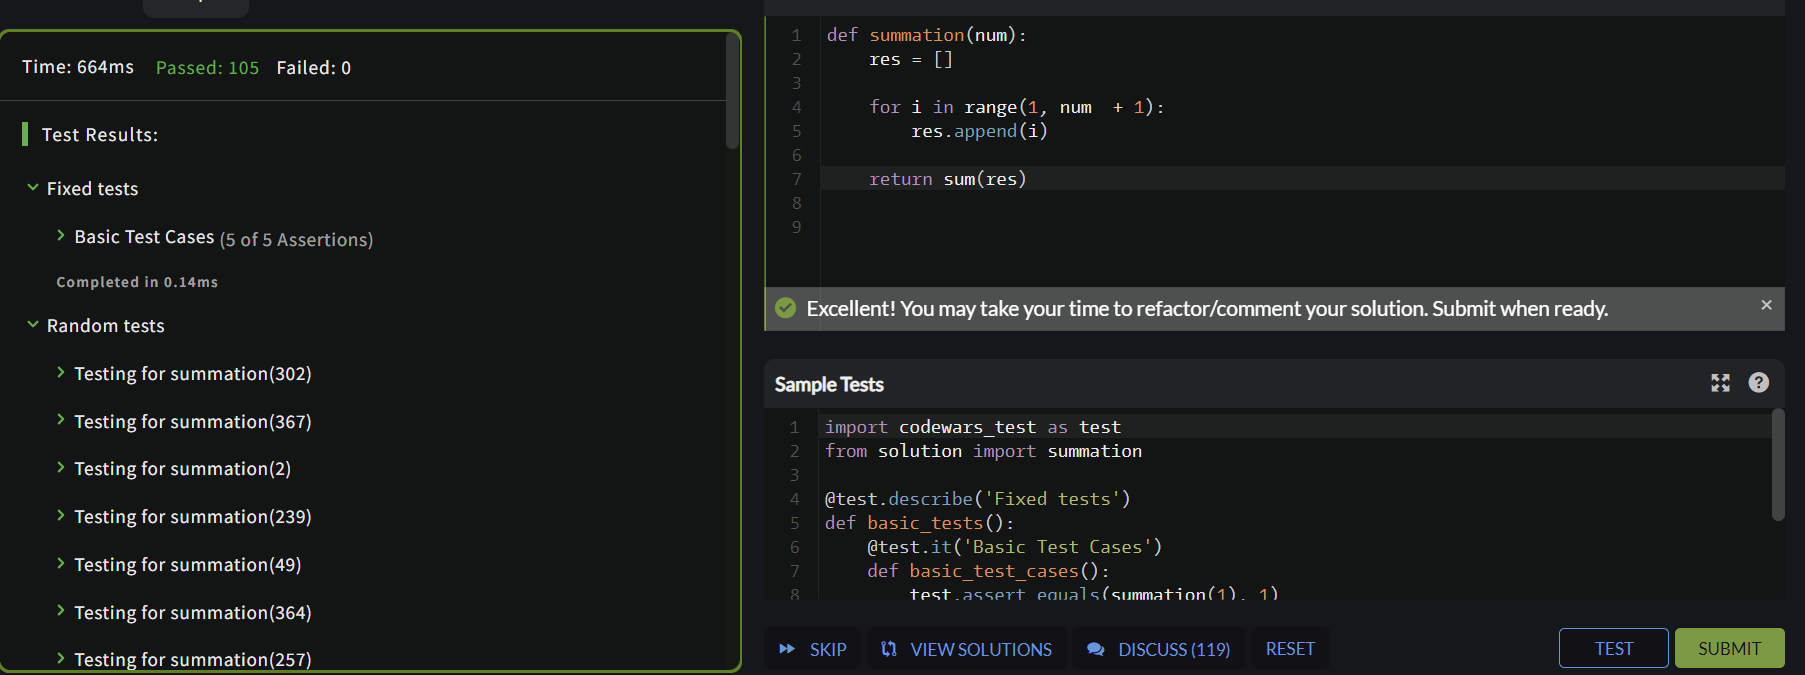 Time: 664ms Passed: 105 Failed: 0
Test Results:
Fixed tests
Basic Test Cases (5 of 5 Assertions)
Completed in 0.14ms
Random tests
Testing for summation(302)
Testing for summation(367)
Testing for summation(2)
Testing for summation(239)
Testing for summation(49)
Testing for summation(364)
Testing for summation(257)
1 def summation(num):
2     res = []
3
4     for i in range(1, num  + 1):
5         res.append(i)
6
7     return sum(res)
8
9
Excellent! You may take your time to refactor/comment your solution. Submit when ready. ×
Sample Tests ?
1 import codewars_test as test
2 from solution import summation
3
4 @test.describe('Fixed tests')
5 def basic_tests():
6     @test.it('Basic Test Cases')
7     def basic_test_cases():
8         test.assert_equals(summation(1), 1)
SKIP VIEW SOLUTIONS DISCUSS (119) RESET TEST SUBMIT